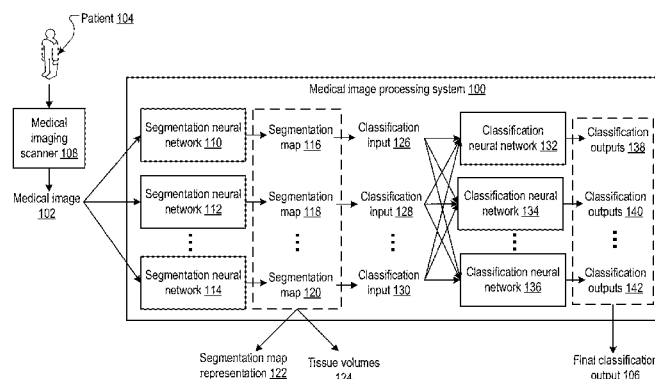 Patient 104
Medical image processing system 100
Medical
imaging
scanner
108
Medical
image 102
Segmentation neural
network 110
Segmentation
map 116
Classification
input 126
Classification
neural network 132
Classification
outputs 138
Segmentation neural
network 112
Segmentation
map 118
Classification
input 128
Classification neural
network 134
Classification
outputs 140
Segmentation neural
network 114
Segmentation
map 120
Classification
input 130
Classification neural
network 136
Classification
outputs 142
Segmentation map
representation 122
Tissue volumes
124
Final classification
output 106